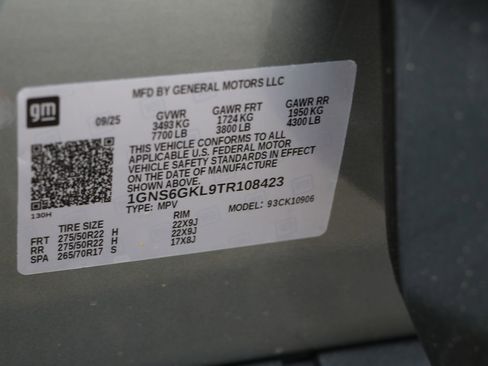 MFD BY GENERAL MOTORS LLC
gm
09/25
GVWR
3493 KG
7700 LB
GAWR FRT
1724 KG
3800 LB
GAWR RR
1950 KG
4300 LB
THIS VEHICLE CONFORMS TO ALL
APPLICABLE U.S. FEDERAL MOTOR
VEHICLE SAFETY STANDARDS IN EFFECT
ON THE DATE OF MANUFACTURE
SHOWN ABOVE.
1GNS6GKL9TR108423
TYPE: MPV
MODEL: 93CK10906
130H
TIRE SIZE
RIM
FRT 275/50R22 H 22X9J
RR 275/50R22 H 22X9J
SPA 265/70R17 S 17X8J